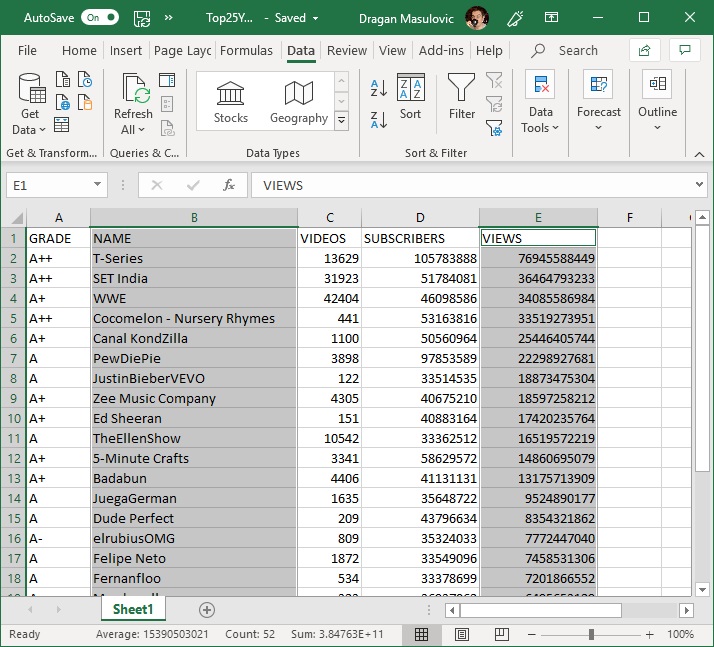 AutoSave On Top25Y... - Saved Dragan Masulovic
File Home Insert Page Layc Formulas Data Review View Add-ins Help Search
Get Data Refresh All Stocks Geography Sort Filter Data Tools Forecast Outline
Get & Transform... Queries & C... Data Types Sort & Filter
E1 fx VIEWS
A B C D E F
1 GRADE NAME VIDEOS SUBSCRIBERS VIEWS
2 A++ T-Series 13629 105783888 76945588449
3 A++ SET India 31923 51784081 36464793233
4 A+ WWE 42404 46098586 34085586984
5 A++ Cocomelon - Nursery Rhymes 441 53163816 33519273951
6 A+ Canal KondZilla 1100 50560964 25446405744
7 A PewDiePie 3898 97853589 22298927681
8 A JustinBieberVEVO 122 33514535 18873475304
9 A+ Zee Music Company 4305 40675210 18597258212
10 A+ Ed Sheeran 151 40883164 17420235764
11 A TheEllenShow 10542 33362512 16519572219
12 A+ 5-Minute Crafts 3341 58629572 14860695079
13 A+ Badabun 4406 41131131 13175713909
14 A JuegaGerman 1635 35648722 9524890177
15 A Dude Perfect 209 43796634 8354321862
16 A- elrubiusOMG 809 35324033 7772447040
17 A Felipe Neto 1872 33549096 7458531306
18 A Fernanfloo 534 33378699 7201866552
Sheet1
Ready Average: 15390503021 Count: 52 Sum: 3.84763E+11 100%